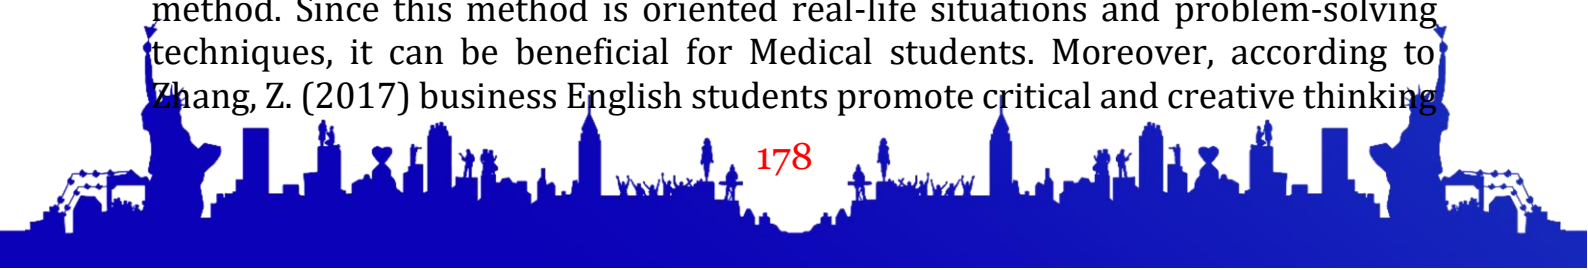 method. Since this method is oriented real-life situations and problem-solving
techniques, it can be beneficial for Medical students. Moreover, according to
Zhang, Z. (2017) business English students promote critical and creative thinking
178